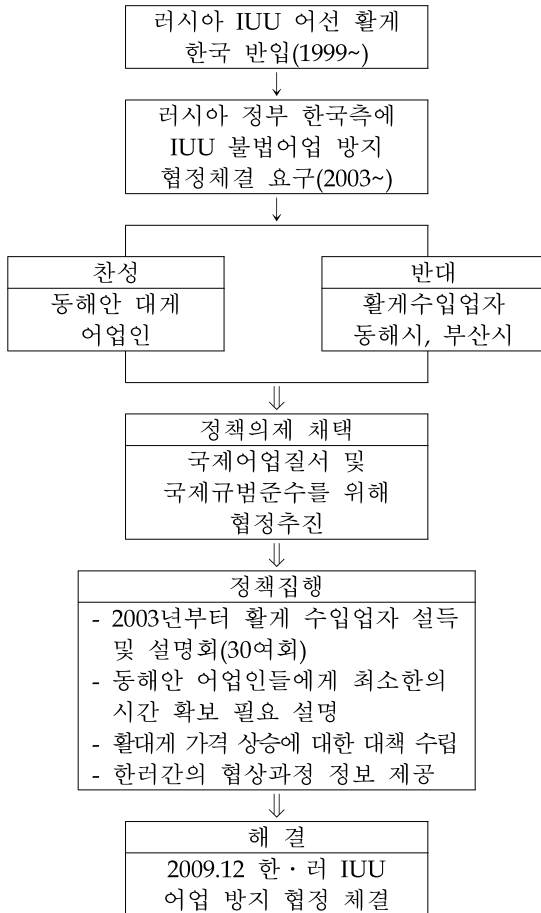 러시아 IUU 어선 활게
한국 반입(1999~)
러시아 정부 한국측에
IUU 불법어업 방지
협정체결 요구(2003~)
찬성
동해안 대게
어업인
반대
활게수입업자
동해시, 부산시
정책의제 채택
국제어업질서 및
국제규범준수를 위해
협정추진
정책집행
- 2003년부터 활게 수입업자 설득
및 설명회(30여회)
- 동해안 어업인들에게 최소한의
시간 확보 필요 설명
- 활대게 가격 상승에 대한 대책 수립
- 한러간의 협상과정 정보 제공
해 결
2009.12 한·러 IUU
어업 방지 협정 체결